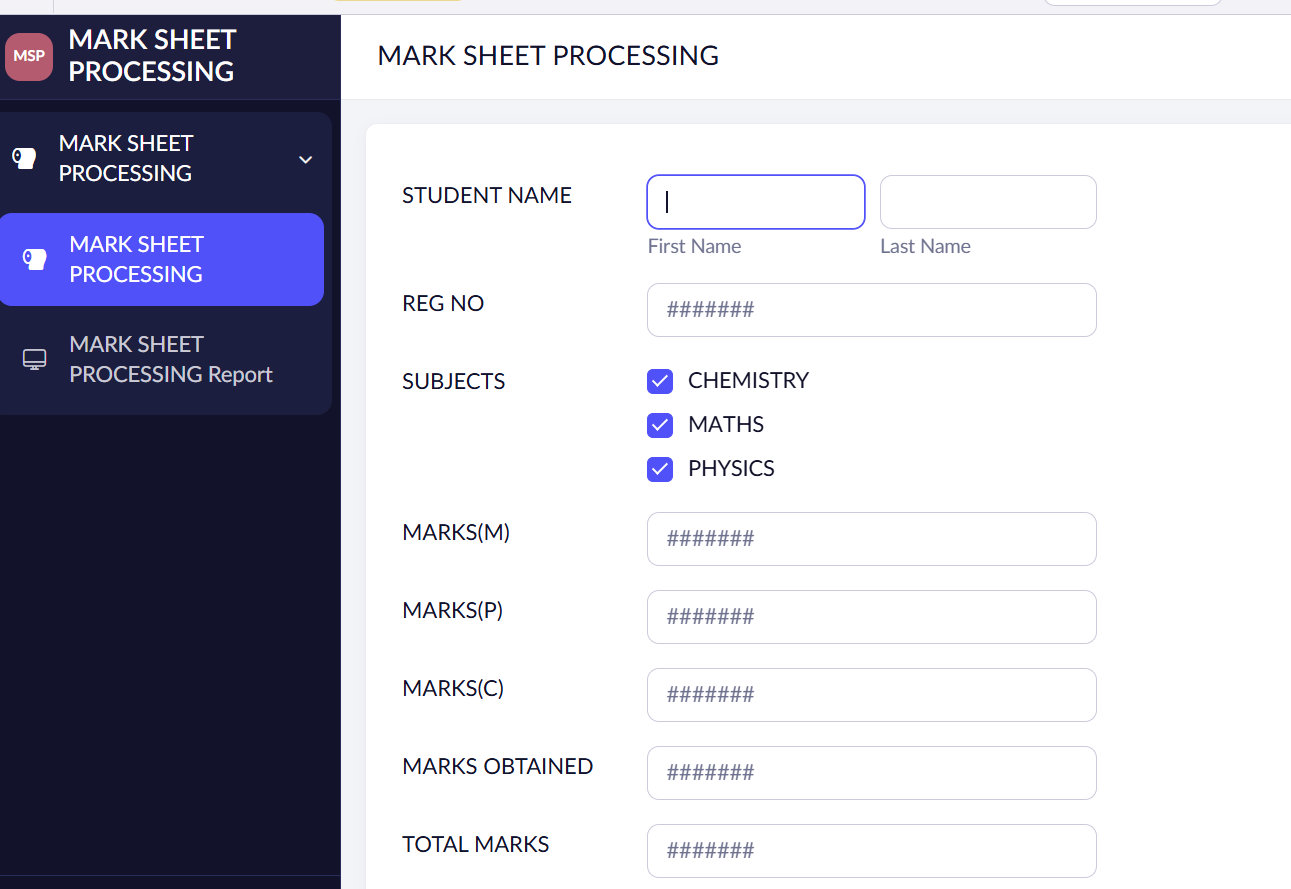 MSP
MARK SHEET
PROCESSING
MARK SHEET PROCESSING
MARK SHEET
PROCESSING
MARK SHEET
PROCESSING
MARK SHEET
PROCESSING Report
STUDENT NAME
First Name
Last Name
REG NO
#######
SUBJECTS
CHEMISTRY
MATHS
PHYSICS
MARKS(M)
#######
MARKS(P)
#######
MARKS(C)
#######
MARKS OBTAINED
#######
TOTAL MARKS
#######